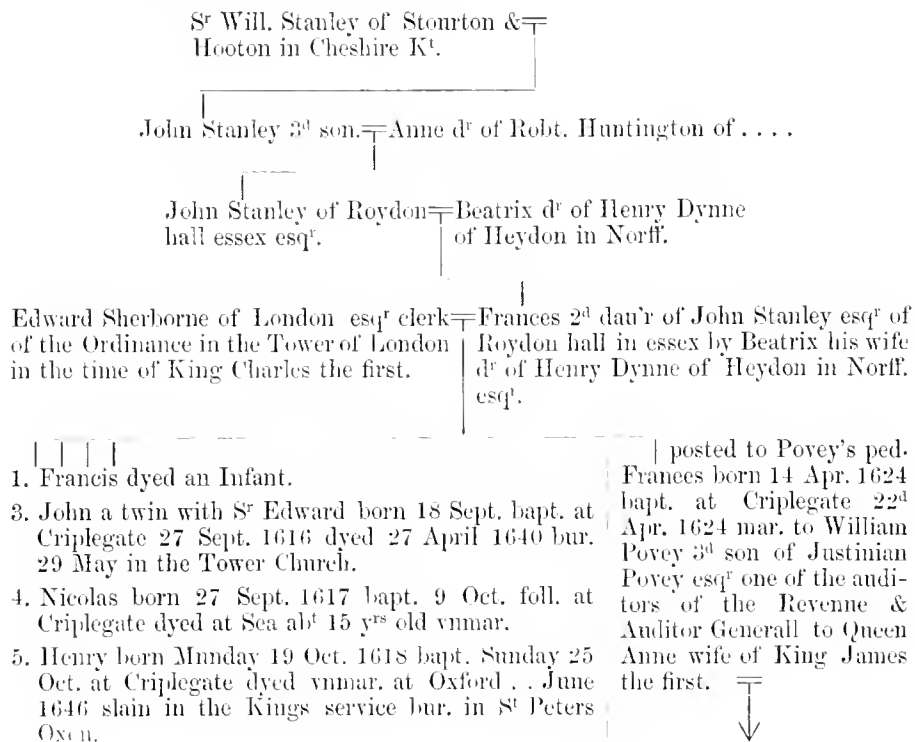 Sʳ Will. Stanley of Stourton &
Hooton in Cheshire Kᵗ.
John Stanley 3ᵈ son. Anne dʳ of Robt. Huntington of . . . .
John Stanley of Roydon
hall essex esqʳ.
Beatrix dʳ of Henry Dynne
of Heydon in Norff.
Edward Sherborne of London esqʳ clerk
of the Ordinance in the Tower of London
in the time of King Charles the first.
Frances 2ᵈ dau'r of John Stanley esqʳ of
Roydon hall in essex by Beatrix his wife
dʳ of Henry Dynne of Heydon in Norff.
esqʳ.
1. Francis dyed an Infant.
3. John a twin with Sʳ Edward born 18 Sept. bapt. at
Criplegate 27 Sept. 1616 dyed 27 April 1640 bur.
29 May in the Tower Church.
4. Nicolas born 27 Sept. 1617 bapt. 9 Oct. foll. at
Criplegate dyed at Sea abᵗ 15 yʳˢ old vnmar.
5. Henry born Munday 19 Oct. 1618 bapt. Sunday 25
Oct. at Criplegate dyed vnmar. at Oxford . . June
1646 slain in the Kings service bur. in Sᵗ Peters
Oxen.
posted to Povey's ped.
Frances born 14 Apr. 1624
bapt. at Criplegate 22ᵈ
Apr. 1624 mar. to William
Povey 3ᵈ son of Justinian
Povey esqʳ one of the audi-
tors of the Revenue &
Auditor Generall to Queen
Anne wife of King James
the first.